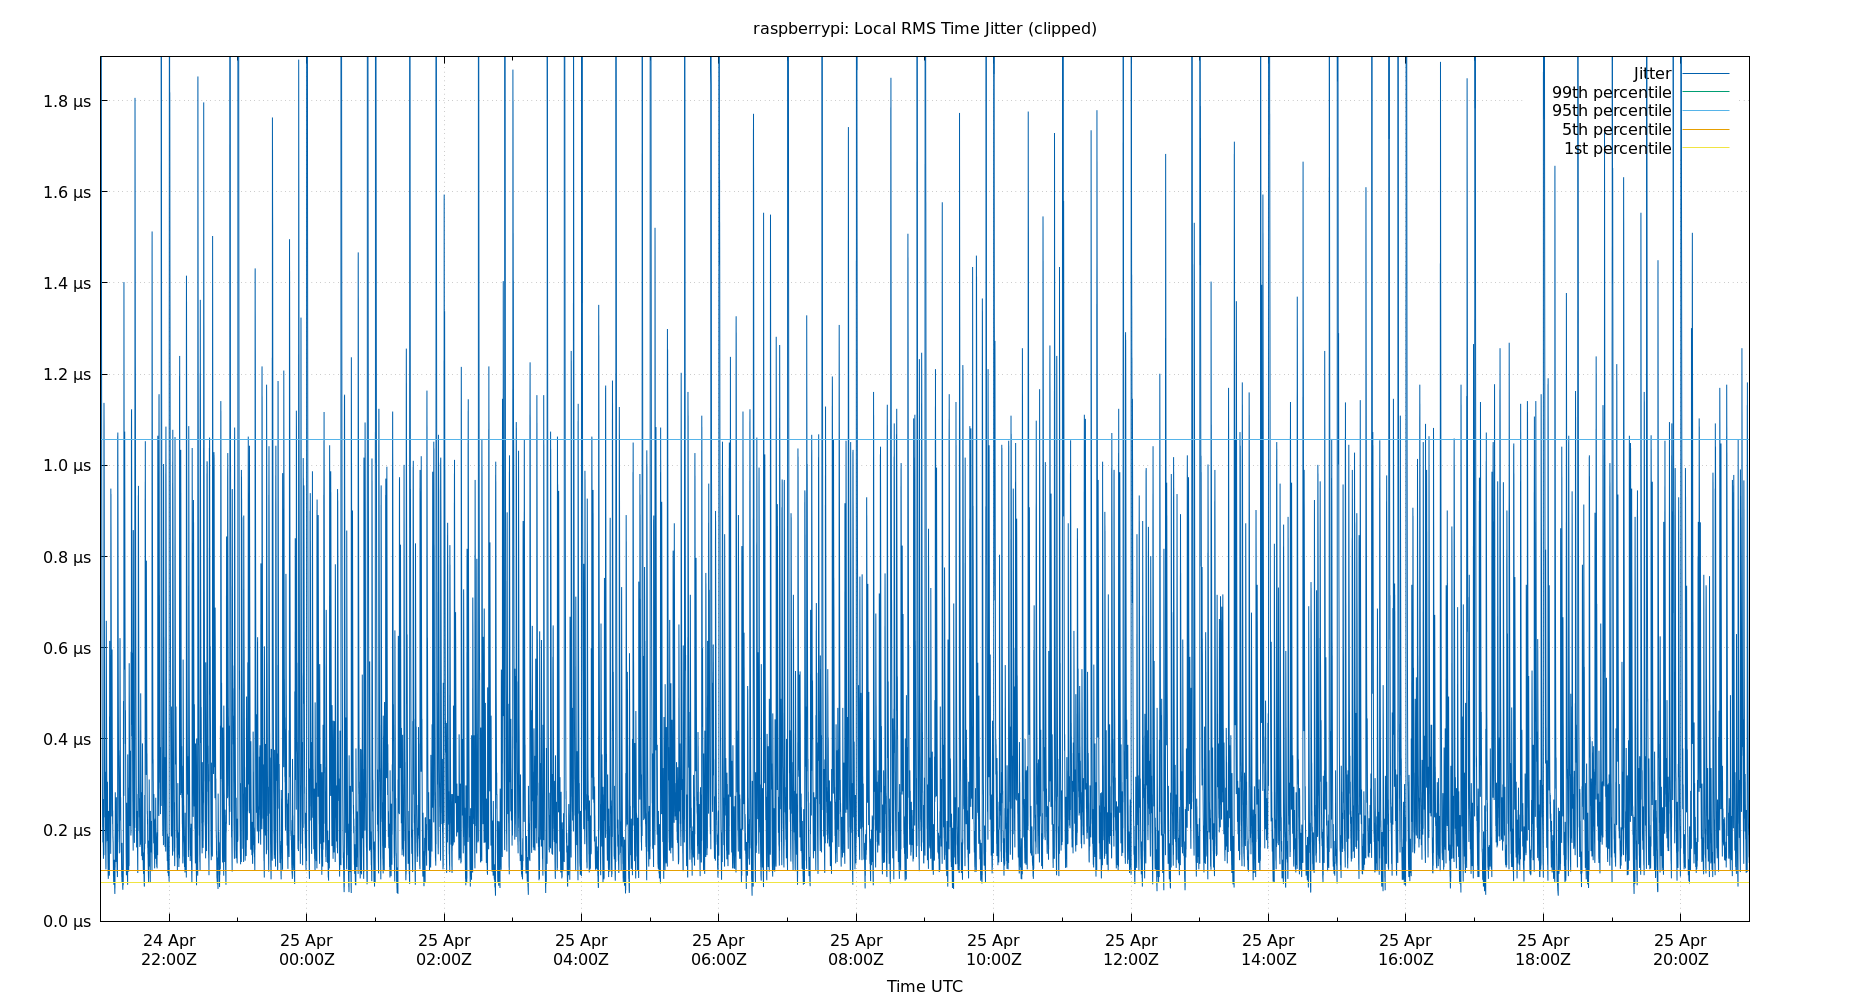 raspberrypi: Local RMS Time Jitter (clipped)
Jitter
99th percentile
95th percentile
5th percentile
1st percentile
1.8 µs
1.6 µs
1.4 µs
1.2 µs
1.0 µs
0.8 µs
0.6 µs
0.4 µs
0.2 µs
0.0 µs
24 Apr 25 Apr 25 Apr 25 Apr 25 Apr 25 Apr 25 Apr 25 Apr 25 Apr 25 Apr 25 Apr 25 Apr
22:00Z 00:00Z 02:00Z 04:00Z 06:00Z 08:00Z 10:00Z 12:00Z 14:00Z 16:00Z 18:00Z 20:00Z
Time UTC